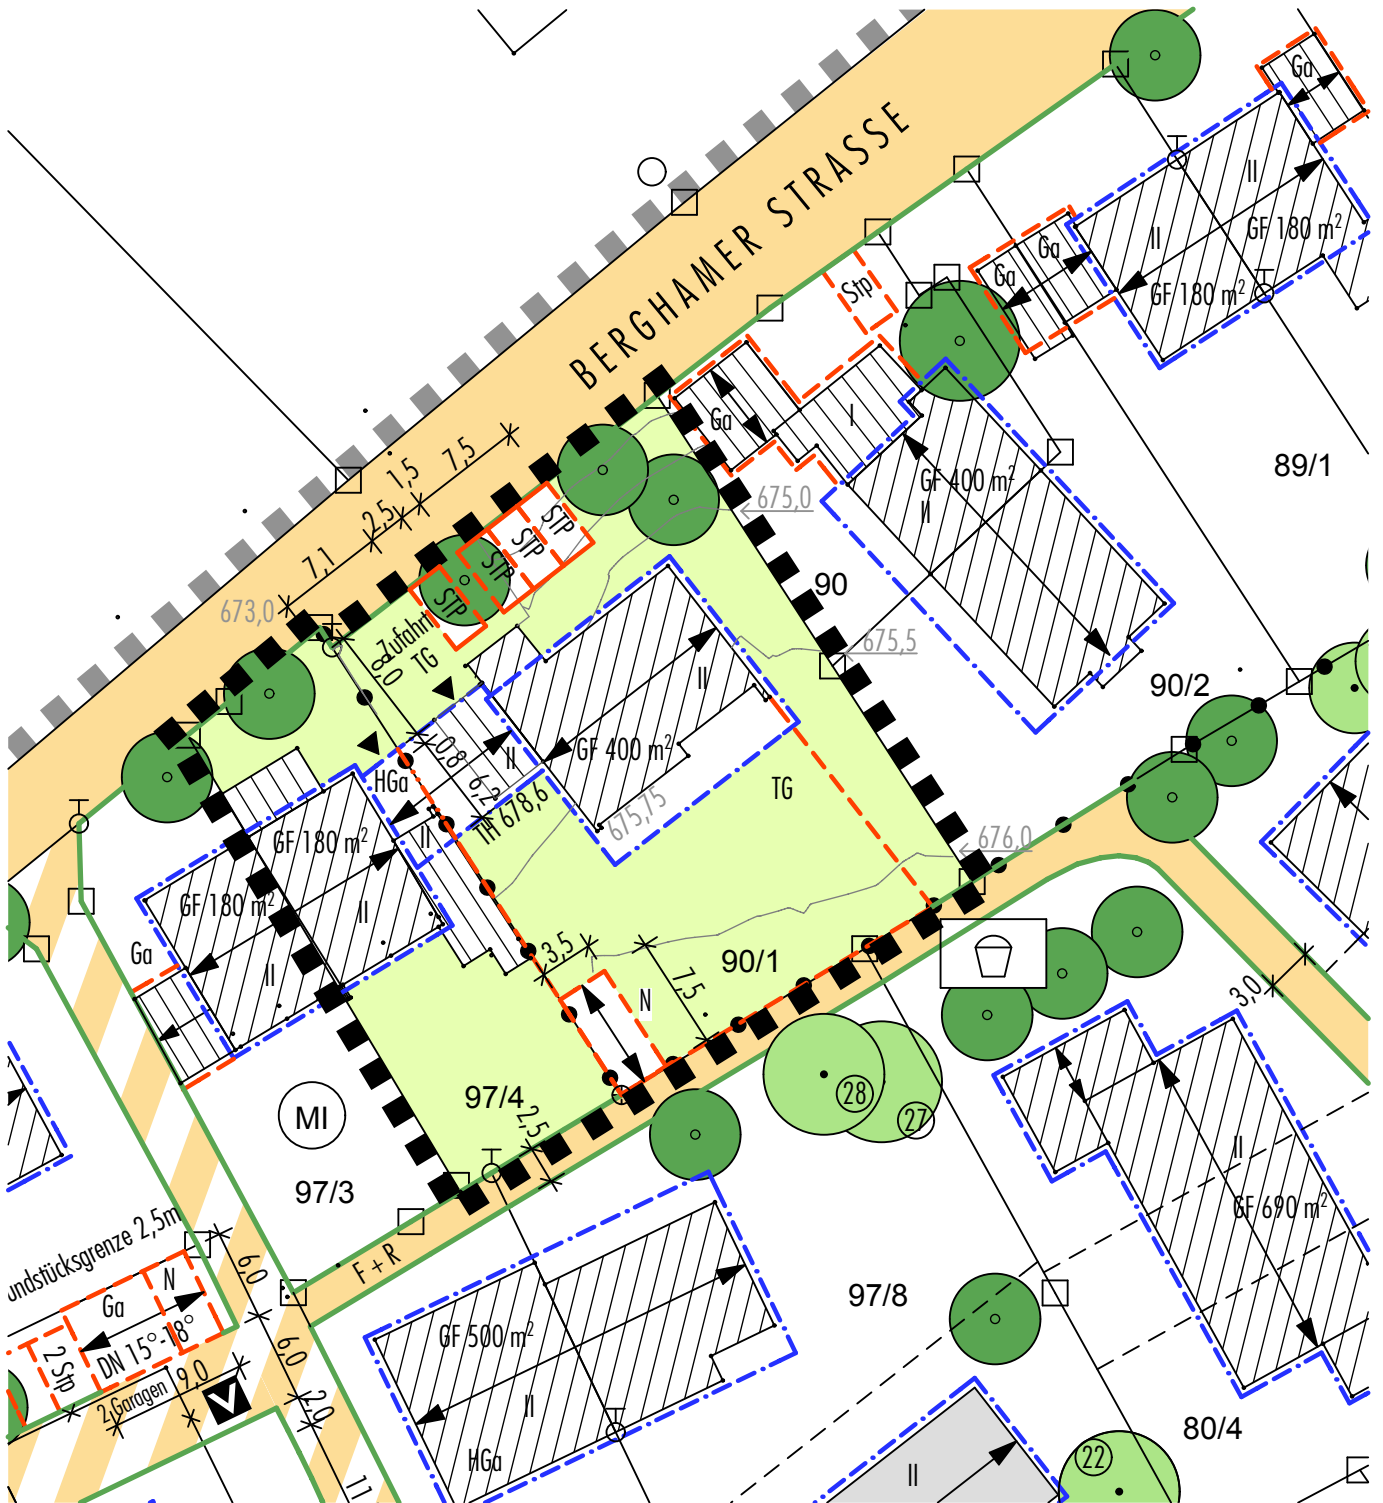 BERGHAMER STRASSE
Ga
II
II
GF 180 m²
GF 180 m²
Ga
Ga
Stp
Ga
I
GF 400 m²
II
89/1
7,5
1,5
2,5
7,1
675,0
STP
STP
STP
STP
673,0
Zufahrt
TG
8,0
90
675,5
90/2
II
GF 400 m²
II
0,8
6,2
HGa
TH 678,6
675,75
TG
676,0
II
GF 180 m²
GF 180 m²
II
II
Ga
3,5
90/1
7,5
N
3,0
97/4
2,5
MI
97/3
28
27
II
GF 690 m²
F + R
undstücksgrenze 2,5m
6,0
N
Ga
DN 15°-18°
2 Stp
6,0
9,0
2 Garagen
V
2,0
11
GF 500 m²
II
HGa
97/8
80/4
22
II